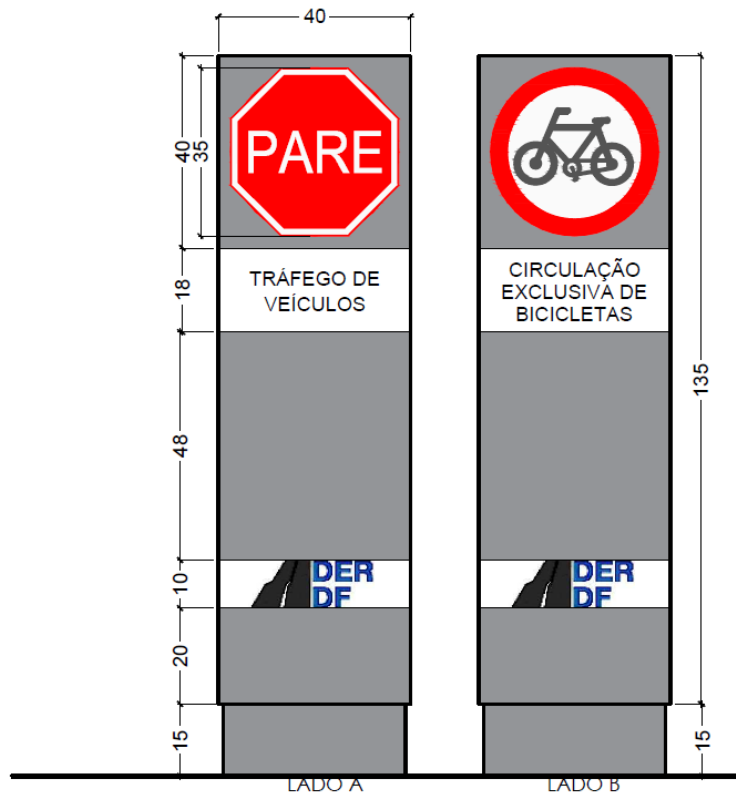 40
40
35
PARE
TRÁFEGO DE
VEÍCULOS
18
48
10
DER
DF
20
15
LADO A
CIRCULAÇÃO
EXCLUSIVA DE
BICICLETAS
DER
DF
135
15
LADO B